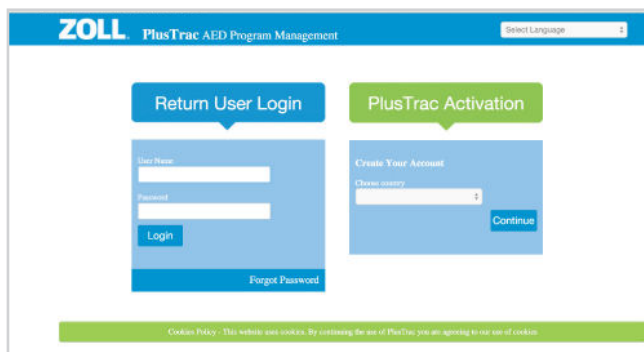 ZOLL. PlusTrac AED Program Management
Select Language
Return User Login
User Name
Password
Login
Forgot Password
PlusTrac Activation
Create Your Account
Choose country
Continue
Cookies Policy - This website uses cookies. By continuing the use of PlusTrac you are agreeing to our use of cookies